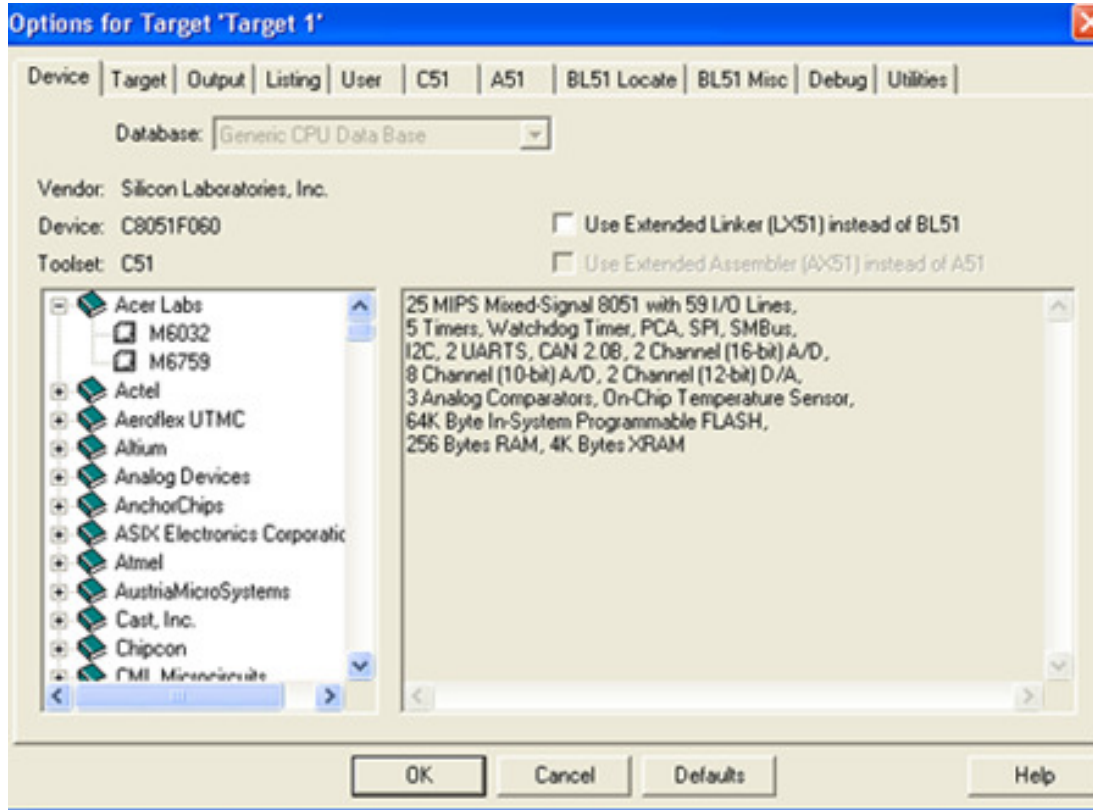 Options for Target 'Target 1'
Device Target Output Listing User C51 A51 BL51 Locate BL51 Misc Debug Utilities
Database: Generic CPU Data Base
Vendor: Silicon Laboratories, Inc.
Device: C8051F060
Use Extended Linker (LX51) instead of BL51
Toolset: C51
Use Extended Assembler (AX51) instead of A51
Acer Labs
M6032
M6759
Actel
Aeroflex UTMC
Altium
Analog Devices
AnchorChips
ASIX Electronics Corporatic
Atmel
AustriaMicroSystems
Cast, Inc.
Chipcon
CML Microcircuits
25 MIPS Mixed-Signal 8051 with 59 I/O Lines,
5 Timers, Watchdog Timer, PCA, SPI, SMBus,
I2C, 2 UARTS, CAN 2.0B, 2 Channel (16-bit) A/D,
8 Channel (10-bit) A/D, 2 Channel (12-bit) D/A,
3 Analog Comparators, On-Chip Temperature Sensor,
64K Byte In-System Programmable FLASH,
256 Bytes RAM, 4K Bytes XRAM
OK Cancel Defaults Help